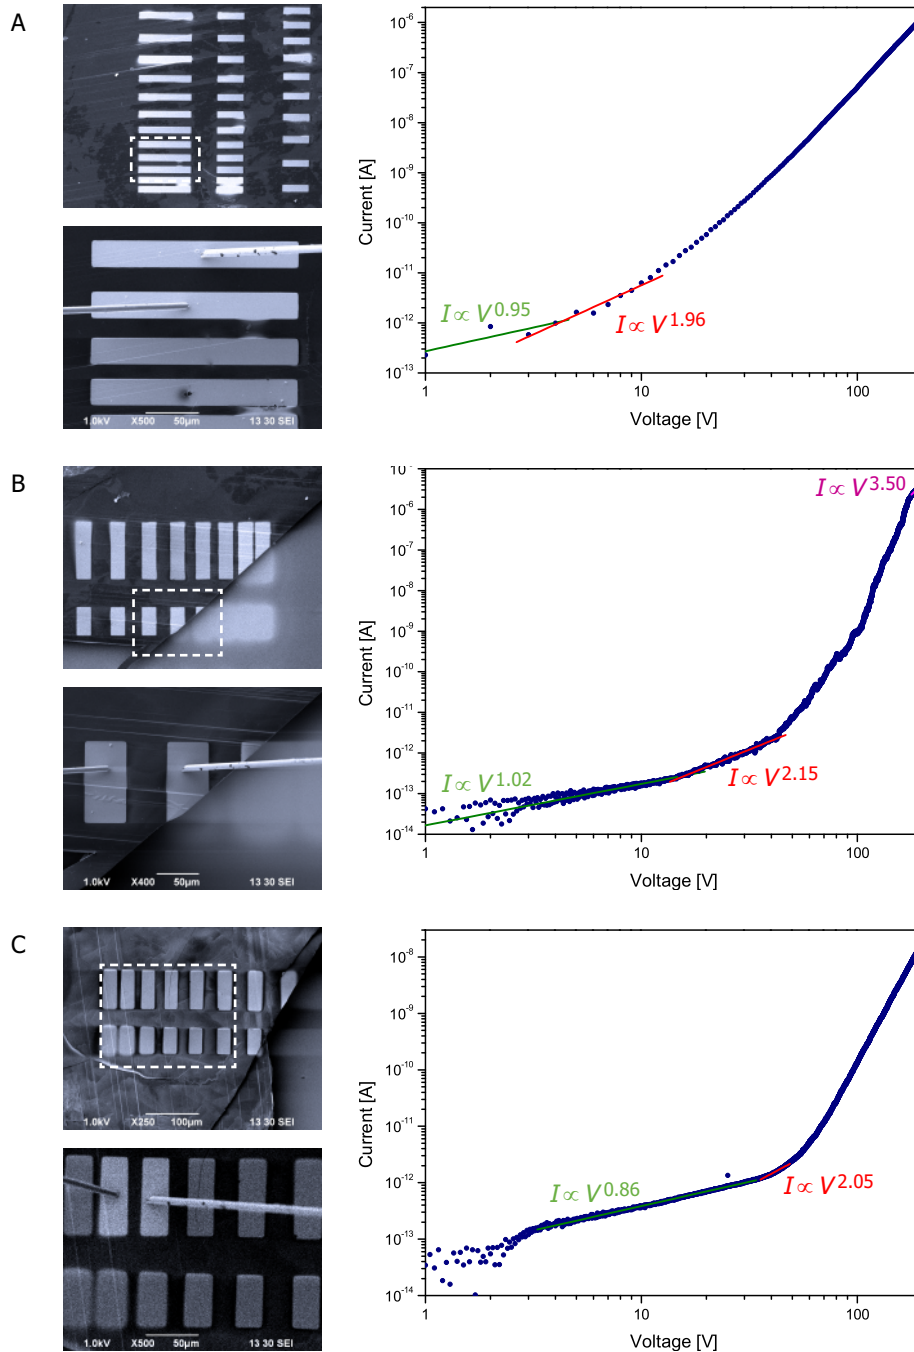 A
10⁻⁶
10⁻⁷
10⁻⁸
10⁻⁹
10⁻¹⁰
10⁻¹¹
10⁻¹²
10⁻¹³
Current [A]
I ∝ V^0.95
I ∝ V^1.96
1 10 100
Voltage [V]
1.0kV X500 50µm 13 30 SEI
B
10⁻⁶
10⁻⁷
10⁻⁸
10⁻⁹
10⁻¹⁰
10⁻¹¹
10⁻¹²
10⁻¹³
10⁻¹⁴
Current [A]
I ∝ V^3.50
I ∝ V^1.02
I ∝ V^2.15
1 10 100
Voltage [V]
1.0kV X400 50µm 13 30 SEI
C
1.0kV X250 100µm 13 30 SEI
10⁻⁸
10⁻⁹
10⁻¹⁰
10⁻¹¹
10⁻¹²
10⁻¹³
10⁻¹⁴
Current [A]
I ∝ V^0.86
I ∝ V^2.05
1 10 100
Voltage [V]
1.0kV X500 50µm 13 30 SEI